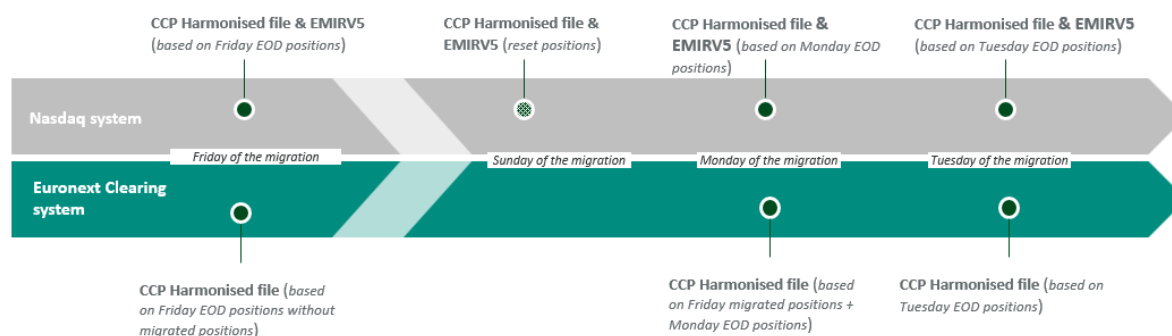 CCP Harmonised file & EMIRV5
(based on Friday EOD positions)
CCP Harmonised file &
EMIRV5 (reset positions)
CCP Harmonised file &
EMIRV5 (based on Monday EOD
positions)
CCP Harmonised file & EMIRV5
(based on Tuesday EOD positions)
Nasdaq system
Friday of the migration
Sunday of the migration
Monday of the migration
Tuesday of the migration
Euronext Clearing
system
CCP Harmonised file (based
on Friday EOD positions without
migrated positions)
CCP Harmonised file (based
on Friday migrated positions +
Monday EOD positions)
CCP Harmonised file (based on
Tuesday EOD positions)